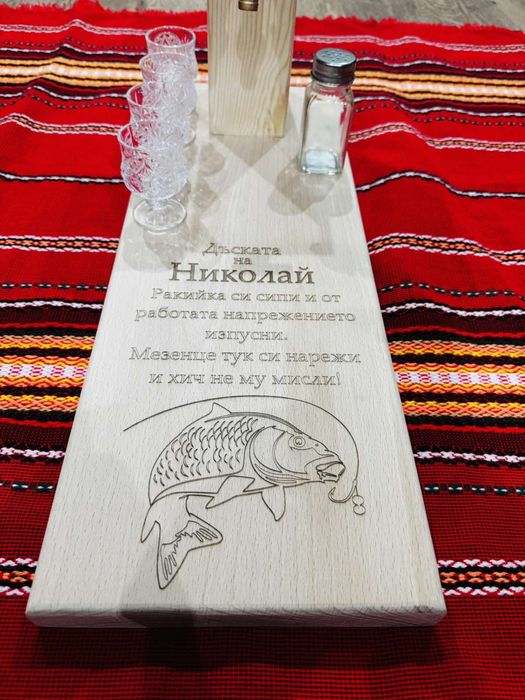 Дъската
на
Николай
Ракийка си сипи и от
работата напрежението
изпусни.
Мезенце тук си нарежи
и хич не му мисли!